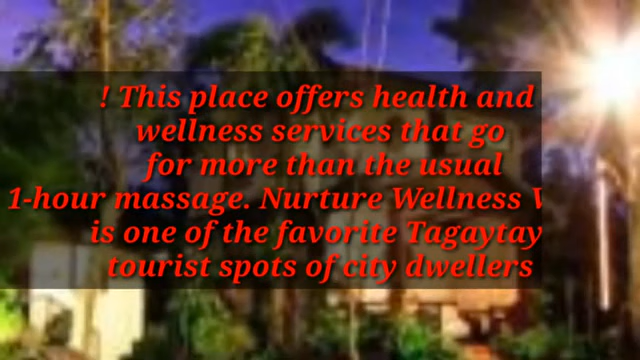 ! This place offers health and
wellness services that go
for more than the usual
1-hour massage. Nurture Wellness
is one of the favorite Tagaytay
tourist spots of city dwellers